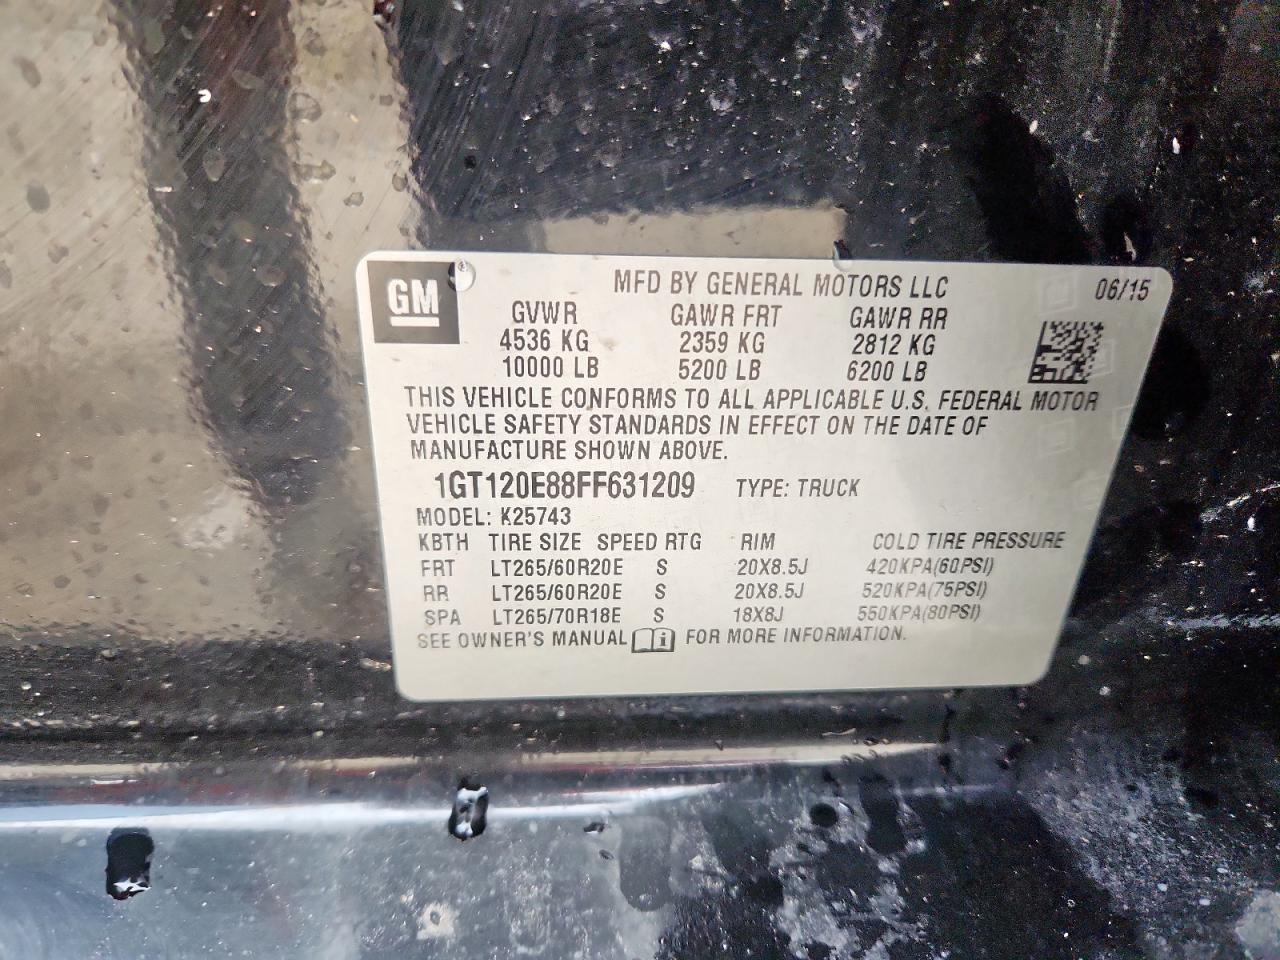 GM
MFD BY GENERAL MOTORS LLC 06/15
GVWR GAWR FRT GAWR RR
4536 KG 2359 KG 2812 KG
10000 LB 5200 LB 6200 LB
THIS VEHICLE CONFORMS TO ALL APPLICABLE U.S. FEDERAL MOTOR
VEHICLE SAFETY STANDARDS IN EFFECT ON THE DATE OF
MANUFACTURE SHOWN ABOVE.
1GT120E88FF631209 TYPE: TRUCK
MODEL: K25743
KBTH TIRE SIZE SPEED RTG RIM COLD TIRE PRESSURE
FRT LT265/60R20E S 20X8.5J 420KPA(60PSI)
RR LT265/60R20E S 20X8.5J 520KPA(75PSI)
SPA LT265/70R18E S 18X8J 550KPA(80PSI)
SEE OWNER'S MANUAL i FOR MORE INFORMATION.